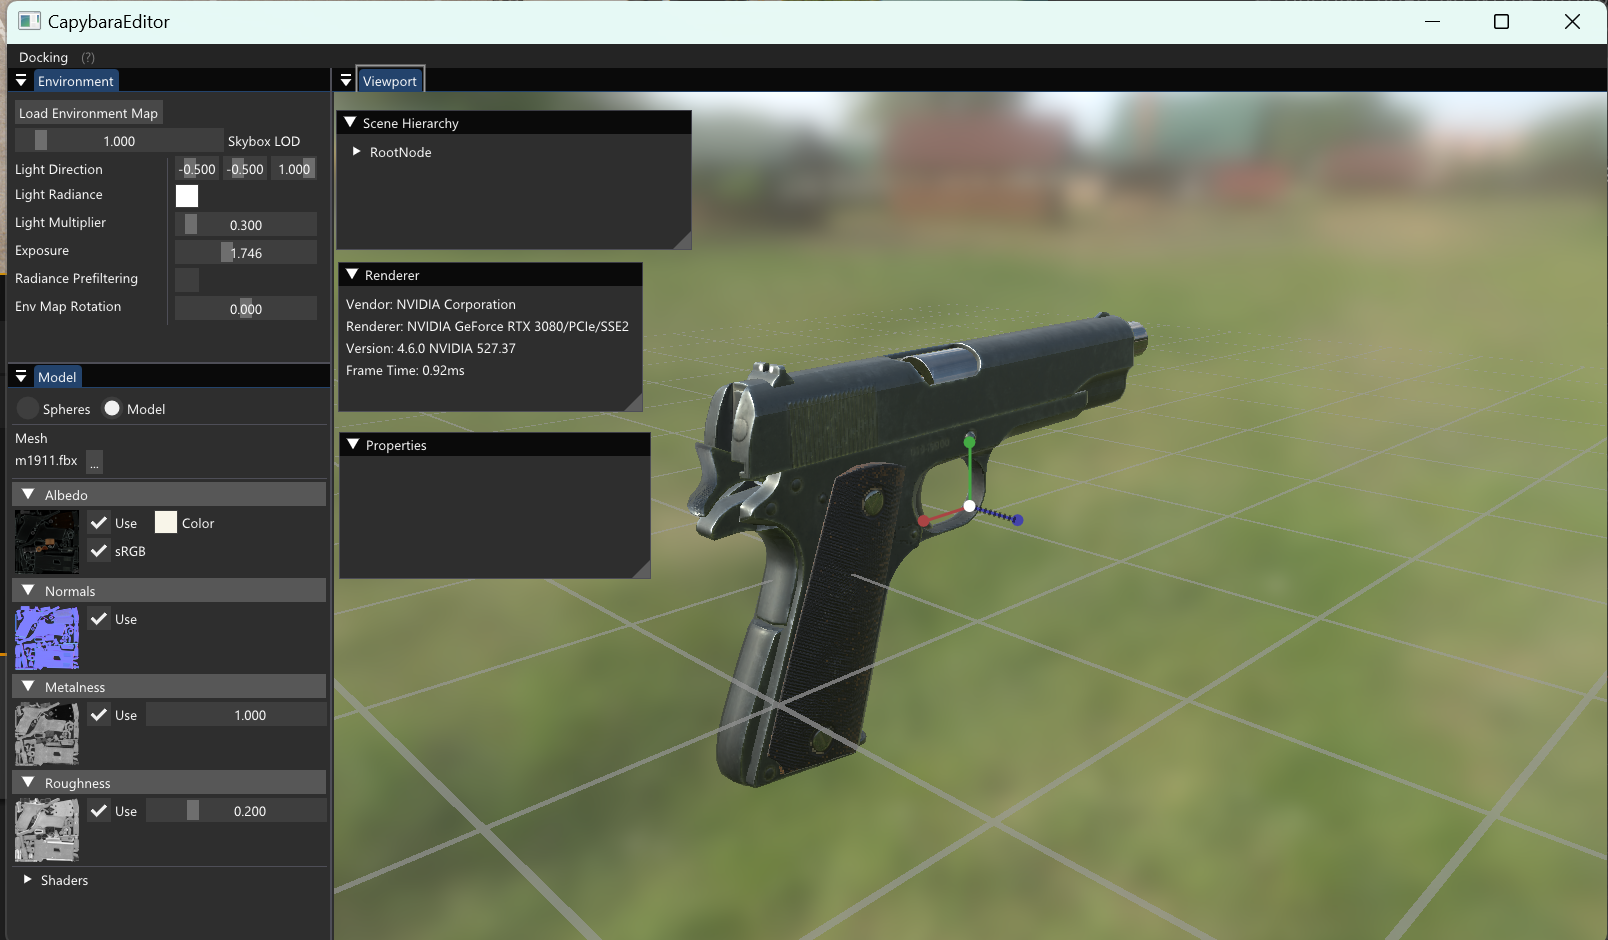 CapybaraEditor
Docking (?)
Environment
Load Environment Map
1.000 Skybox LOD
Light Direction -0.500 -0.500 1.000
Light Radiance
Light Multiplier 0.300
Exposure 1.746
Radiance Prefiltering
Env Map Rotation 0.000
Model
Spheres Model
Mesh
m1911.fbx ...
Albedo
Use Color
sRGB
Normals
Use
Metalness
Use 1.000
Roughness
Use 0.200
Shaders
Viewport
Scene Hierarchy
RootNode
Renderer
Vendor: NVIDIA Corporation
Renderer: NVIDIA GeForce RTX 3080/PCIe/SSE2
Version: 4.6.0 NVIDIA 527.37
Frame Time: 0.92ms
Properties